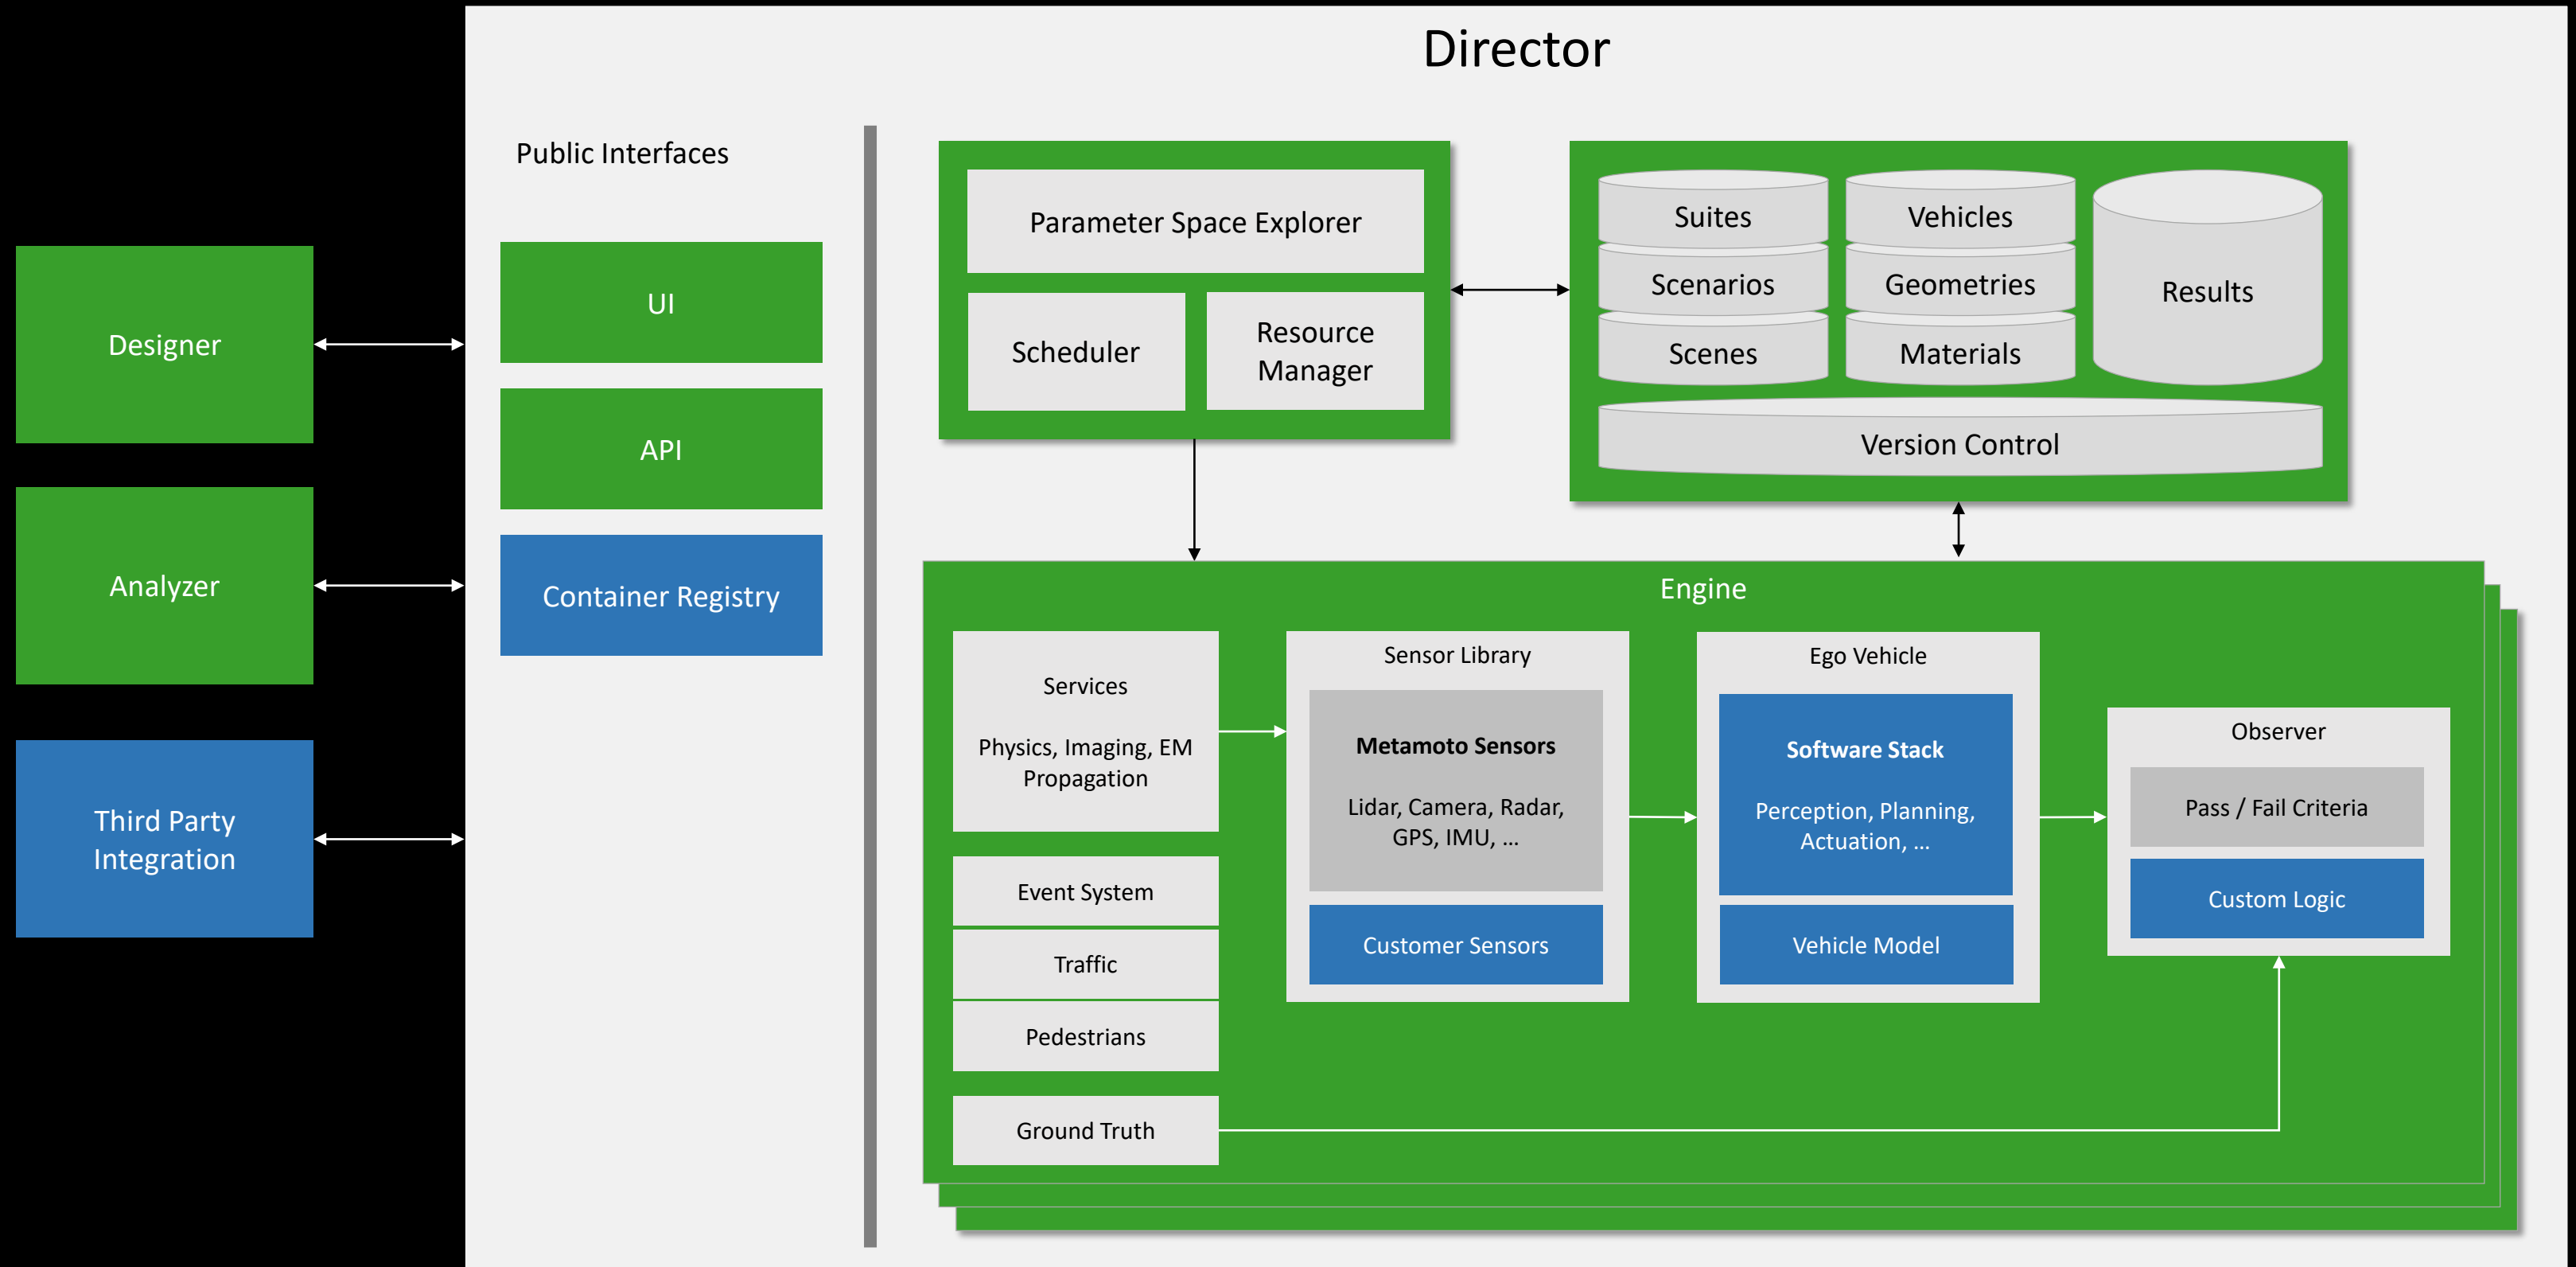 Director
Public Interfaces
Designer
Analyzer
Third Party
Integration
UI
API
Container Registry
Parameter Space Explorer
Scheduler
Resource
Manager
Suites
Scenarios
Scenes
Vehicles
Geometries
Materials
Results
Version Control
Engine
Services
Physics, Imaging, EM
Propagation
Event System
Traffic
Pedestrians
Ground Truth
Sensor Library
Metamoto Sensors
Lidar, Camera, Radar,
GPS, IMU, ...
Customer Sensors
Ego Vehicle
Software Stack
Perception, Planning,
Actuation, ...
Vehicle Model
Observer
Pass / Fail Criteria
Custom Logic